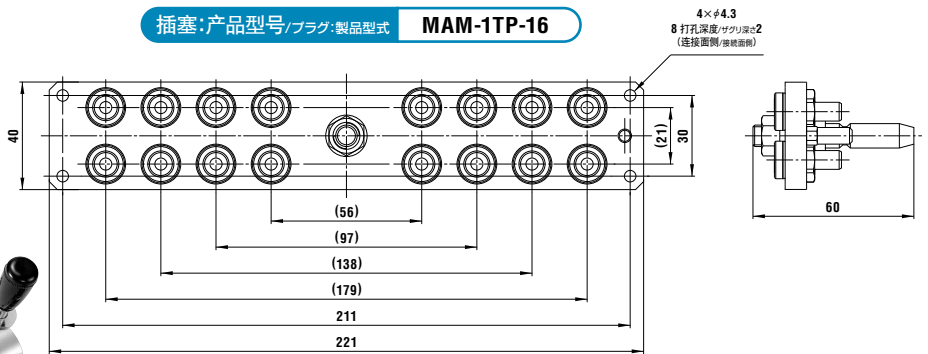 插塞:产品型号/プラグ:製品型式 MAM-1TP-16
4×φ4.3
8 打孔深度/ザグリ深さ2
(连接面侧/接続面側)
40
(21)
30
(56)
(97)
(138)
(179)
211
221
60